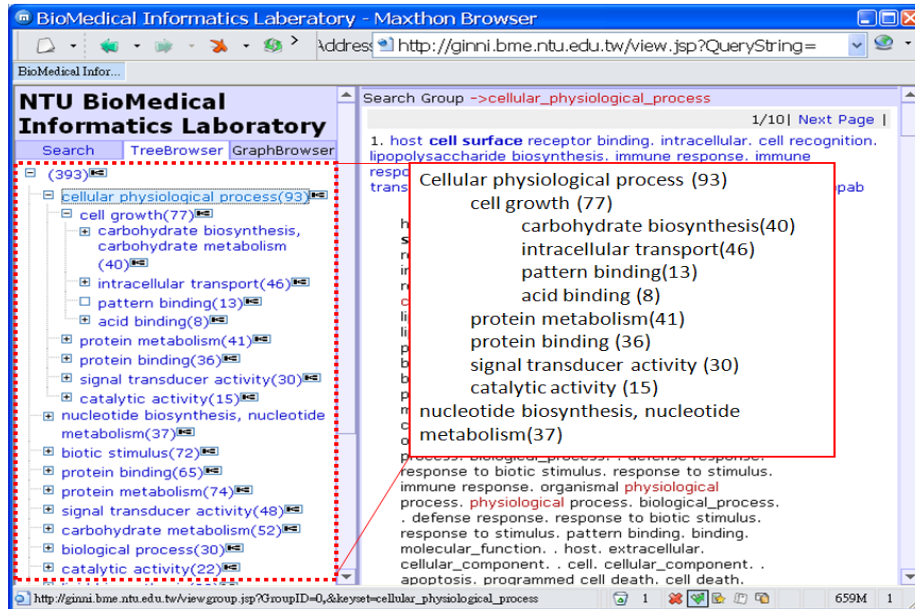 BioMedical Informatics Laberatory - Maxthon Browser
Address http://ginni.bme.ntu.edu.tw/view.jsp?QueryString=
BioMedical Infor...
NTU BioMedical
Informatics Laboratory
Search TreeBrowser GraphBrowser
(393)
cellular physiological process(93)
cell growth(77)
carbohydrate biosynthesis,
carbohydrate metabolism
(40)
intracellular transport(46)
pattern binding(13)
acid binding(8)
protein metabolism(41)
protein binding(36)
signal transducer activity(30)
catalytic activity(15)
nucleotide biosynthesis, nucleotide
metabolism(37)
biotic stimulus(72)
protein binding(65)
protein metabolism(74)
signal transducer activity(48)
carbohydrate metabolism(52)
biological process(30)
catalytic activity(22)
Search Group ->cellular_physiological_process
1/10| Next Page |
1. host cell surface receptor binding. intracellular. cell recognition.
lipopolysaccharide biosynthesis. immune response. immune
Cellular physiological process (93)
cell growth (77)
carbohydrate biosynthesis(40)
intracellular transport(46)
pattern binding(13)
acid binding (8)
protein metabolism(41)
protein binding (36)
signal transducer activity (30)
catalytic activity (15)
nucleotide biosynthesis, nucleotide
metabolism(37)
process. biological_process. . defense response.
response to biotic stimulus. response to stimulus.
immune response. organismal physiological
process. physiological process. biological_process.
. defense response. response to biotic stimulus.
response to stimulus. pattern binding. binding.
molecular_function. . host. extracellular.
cellular_component. . cell. cellular_component. .
apoptosis. programmed cell death. cell death.
http://ginni.bme.ntu.edu.tw/viewgroup.jsp?GroupID=0,&keyset=cellular_physiological_process
1 0 659M 1